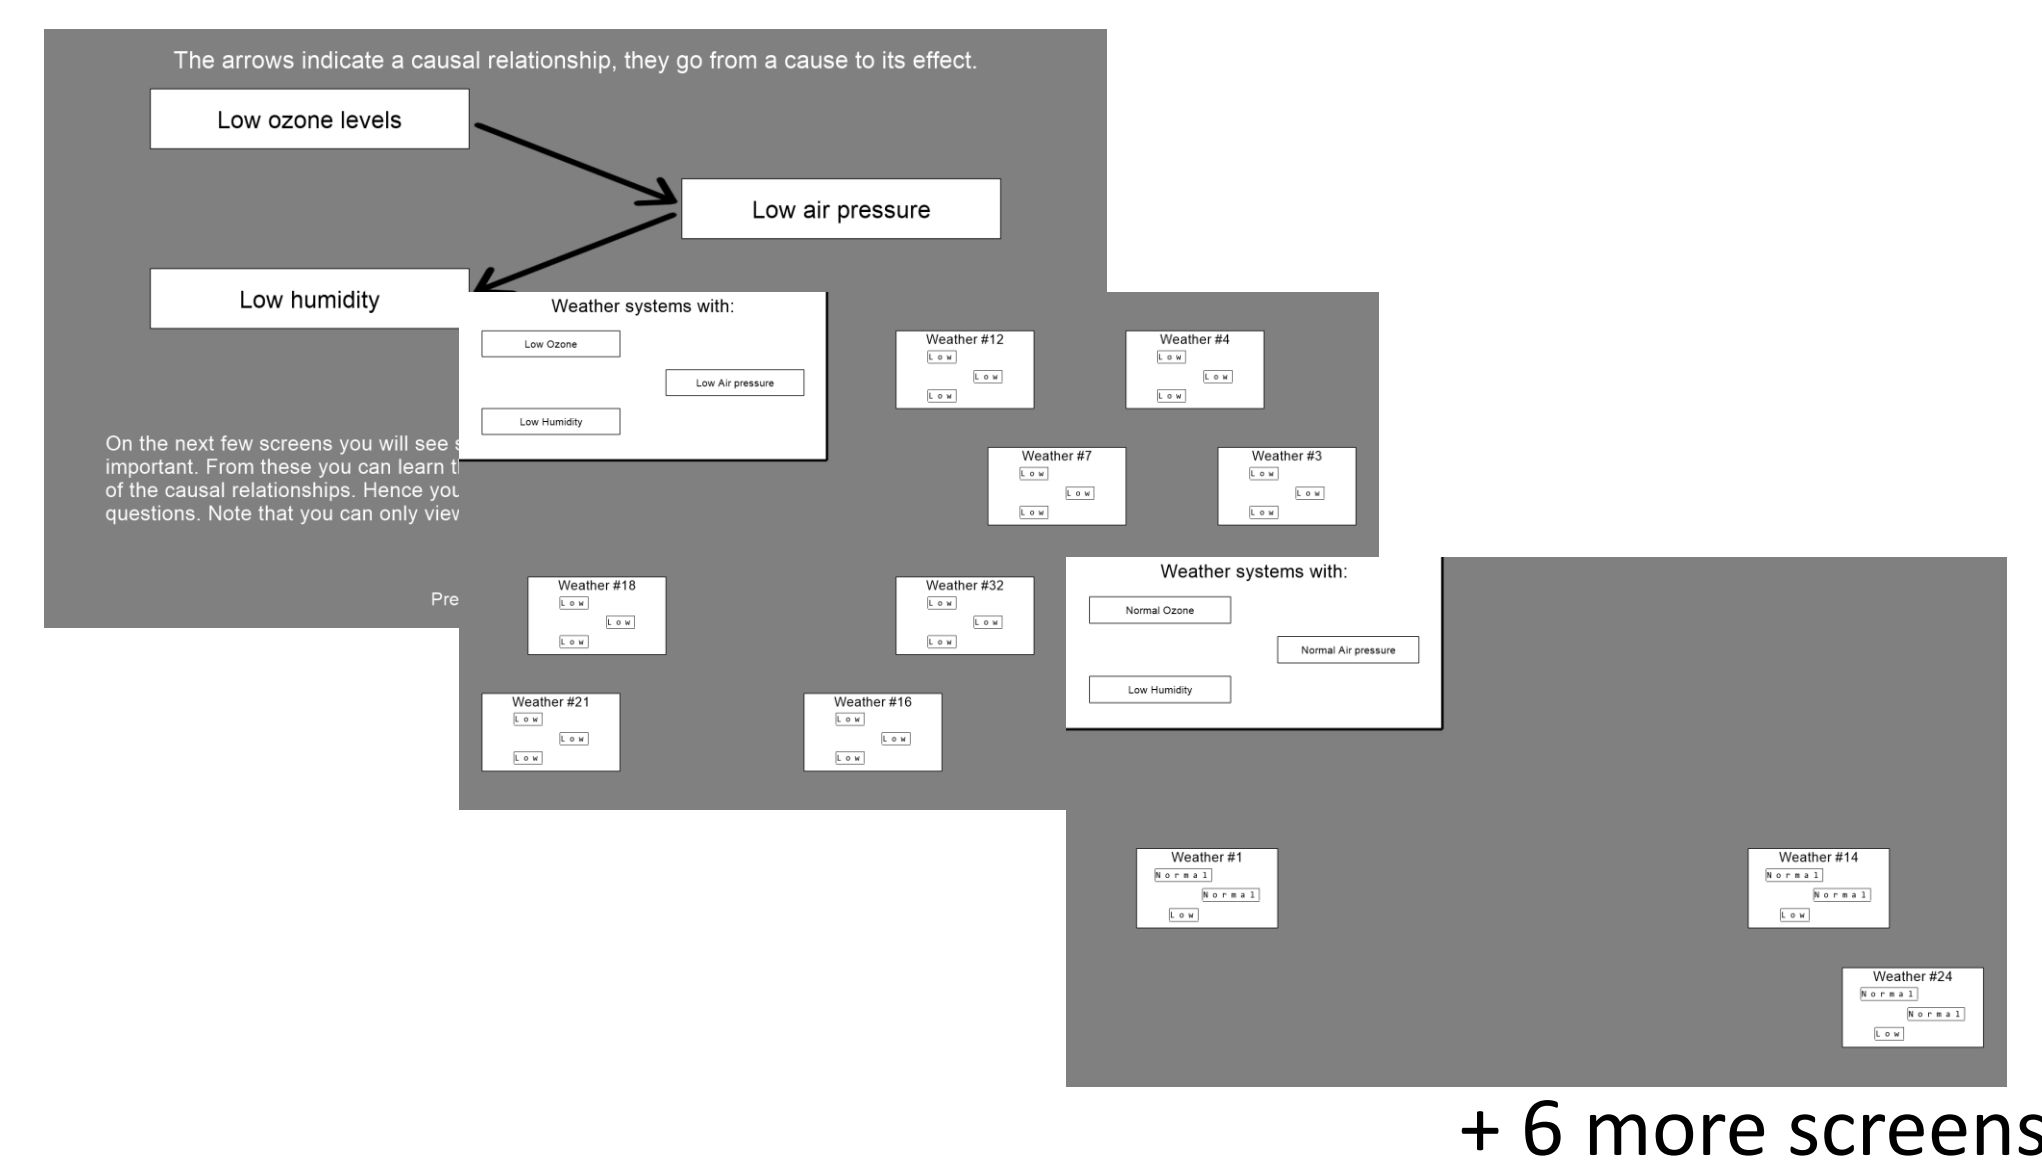 The arrows indicate a causal relationship, they go from a cause to its effect.
Low ozone levels
Low air pressure
Low humidity
On the next few screens you will see
important. From these you can learn
of the causal relationships. Hence you
questions. Note that you can only view
Weather systems with:
Low Ozone
Low Air pressure
Low Humidity
Weather #12
Low
Low
Low
Weather #4
Low
Low
Low
Weather #7
Low
Low
Low
Weather #3
Low
Low
Low
Weather #18
Low
Low
Low
Weather #32
Low
Low
Low
Weather #21
Low
Low
Low
Weather #16
Low
Low
Low
Weather systems with:
Normal Ozone
Normal Air pressure
Low Humidity
Weather #1
Normal
Normal
Low
Weather #14
Normal
Normal
Low
Weather #24
Normal
Normal
Low
+ 6 more screens